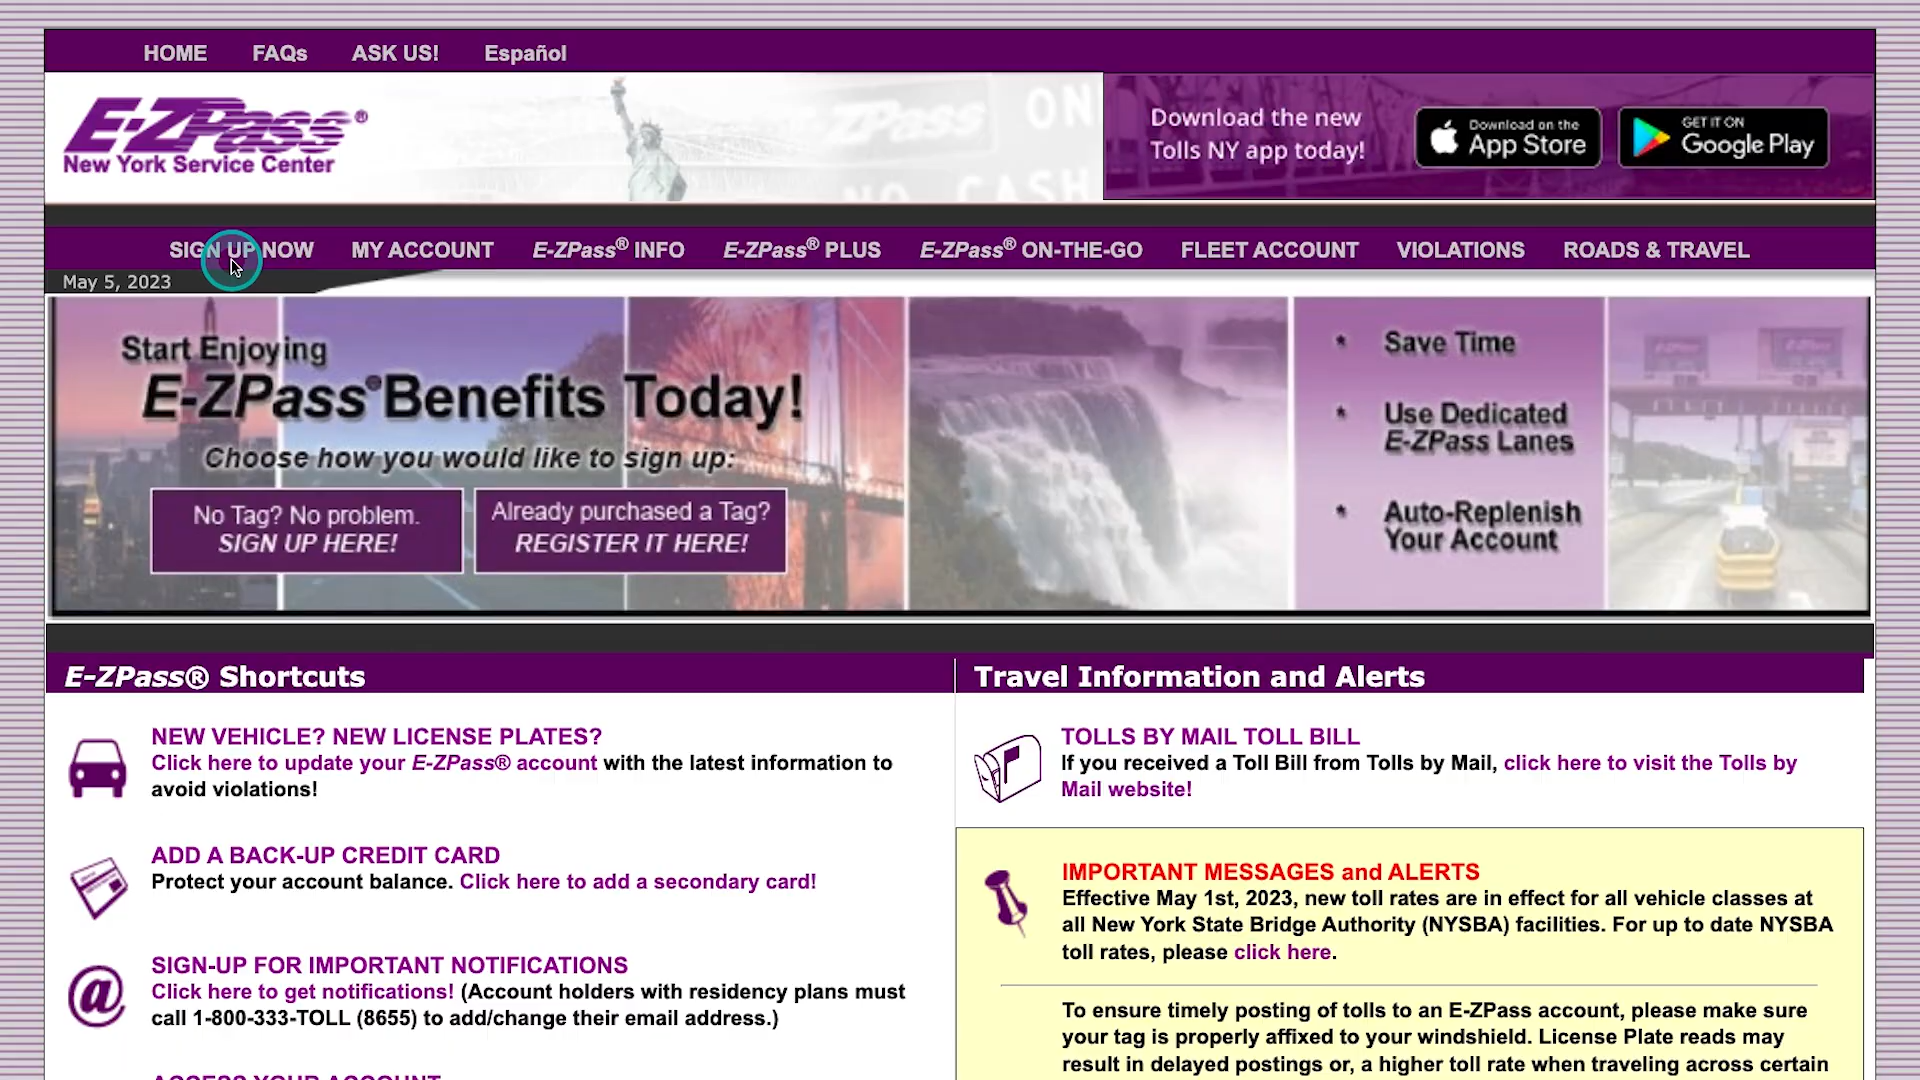 HOME FAQs ASK US! Español
E-ZPass®
New York Service Center
E-ZPass ON
NO CASH
Download the new
Tolls NY app today!
Download on the
App Store
GET IT ON
Google Play
SIGN UP NOW MY ACCOUNT E-ZPass® INFO E-ZPass® PLUS E-ZPass® ON-THE-GO FLEET ACCOUNT VIOLATIONS ROADS & TRAVEL
May 5, 2023
Start Enjoying
E-ZPass® Benefits Today!
Choose how you would like to sign up:
No Tag? No problem.
SIGN UP HERE!
Already purchased a Tag?
REGISTER IT HERE!
* Save Time
* Use Dedicated
E-ZPass Lanes
* Auto-Replenish
Your Account
E-ZPass® Shortcuts
NEW VEHICLE? NEW LICENSE PLATES?
Click here to update your E-ZPass® account with the latest information to
avoid violations!
ADD A BACK-UP CREDIT CARD
Protect your account balance. Click here to add a secondary card!
SIGN-UP FOR IMPORTANT NOTIFICATIONS
Click here to get notifications! (Account holders with residency plans must
call 1-800-333-TOLL (8655) to add/change their email address.)
ACCESS YOUR ACCOUNT
Travel Information and Alerts
TOLLS BY MAIL TOLL BILL
If you received a Toll Bill from Tolls by Mail, click here to visit the Tolls by
Mail website!
IMPORTANT MESSAGES and ALERTS
Effective May 1st, 2023, new toll rates are in effect for all vehicle classes at
all New York State Bridge Authority (NYSBA) facilities. For up to date NYSBA
toll rates, please click here.
To ensure timely posting of tolls to an E-ZPass account, please make sure
your tag is properly affixed to your windshield. License Plate reads may
result in delayed postings or, a higher toll rate when traveling across certain